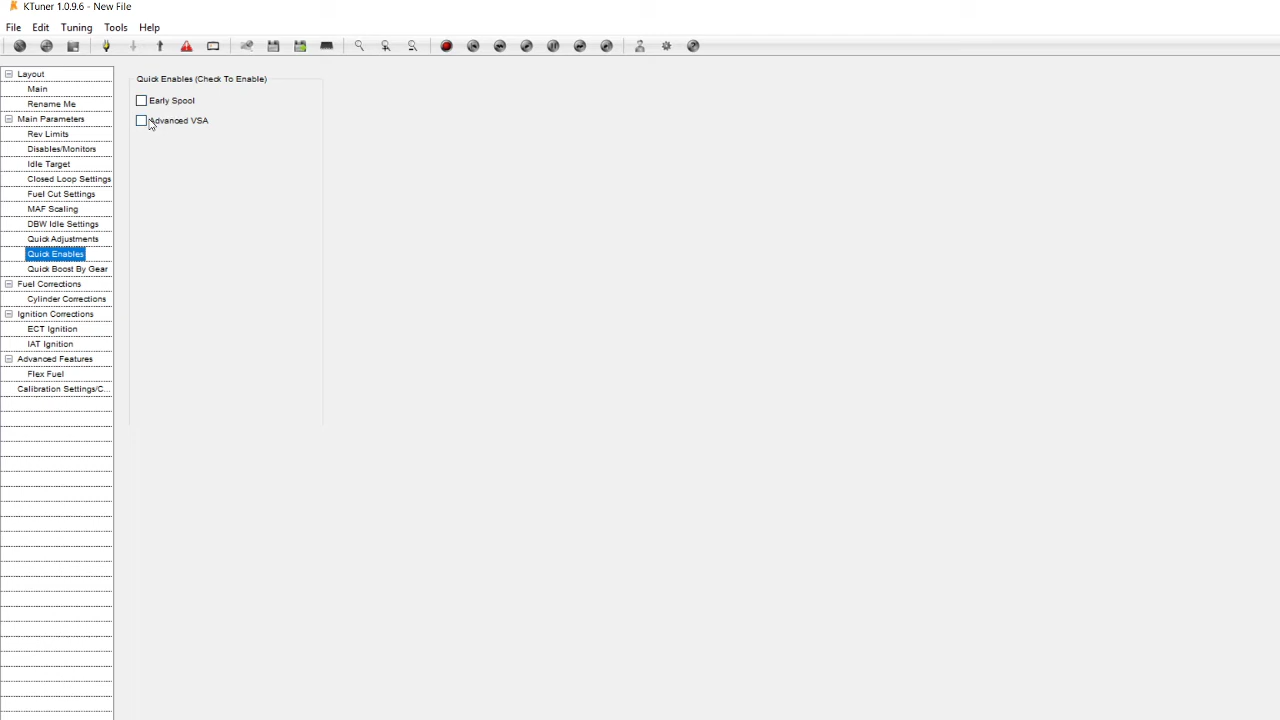 KTuner 1.0.9.6 - New File
File Edit Tuning Tools Help
Layout
Main
Rename Me
Main Parameters
Rev Limits
Disables/Monitors
Idle Target
Closed Loop Settings
Fuel Cut Settings
MAF Scaling
DBW Idle Settings
Quick Adjustments
Quick Enables
Quick Boost By Gear
Fuel Corrections
Cylinder Corrections
Ignition Corrections
ECT Ignition
IAT Ignition
Advanced Features
Flex Fuel
Calibration Settings/C...
Quick Enables (Check To Enable)
Early Spool
Advanced VSA